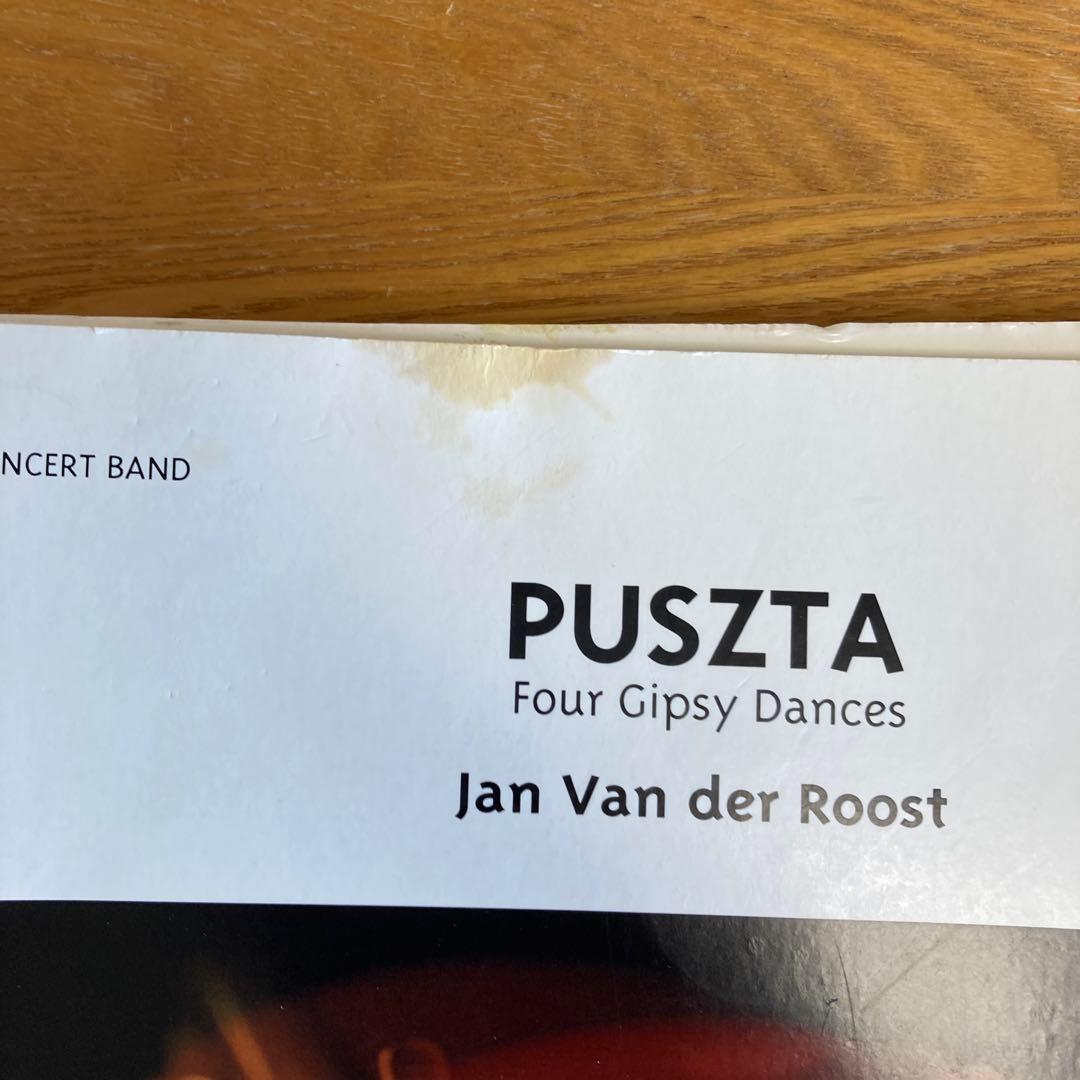 NCERT BAND
PUSZTA
Four Gipsy Dances
Jan Van der Roost